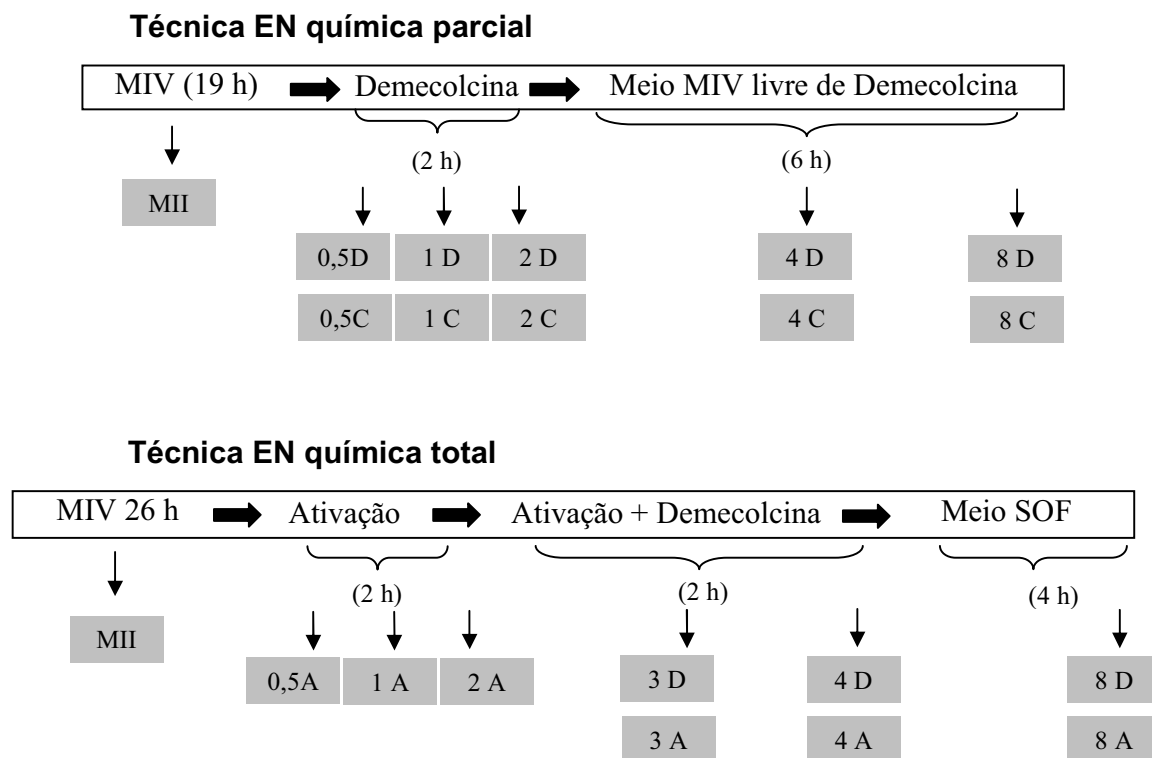 Técnica EN química parcial
MIV (19 h) Demecolcina Meio MIV livre de Demecolcina
(2 h) (6 h)
MII
0,5D 1 D 2 D 4 D 8 D
0,5C 1 C 2 C 4 C 8 C
Técnica EN química total
MIV 26 h Ativação Ativação + Demecolcina Meio SOF
(2 h) (2 h) (4 h)
MII
0,5A 1 A 2 A 3 D 4 D 8 D
3 A 4 A 8 A